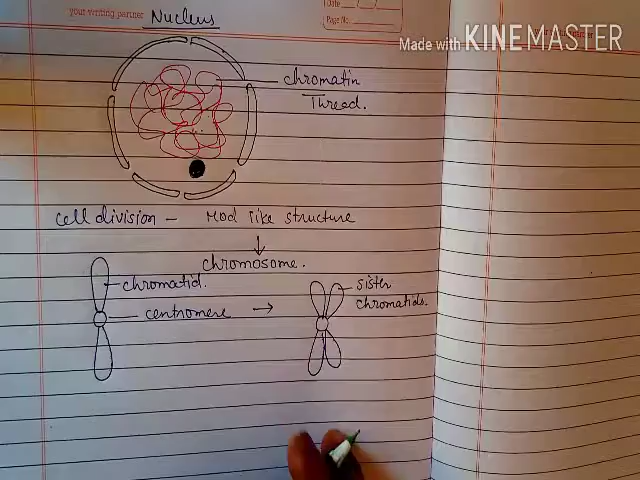 your writing partner
Nucleus
Date
Page No.
Made with KINEMASTER
chromatin
Thread.
cell division - Rod like structure
↓
chromosome.
chromatid.
centromere →
sister
chromatids.